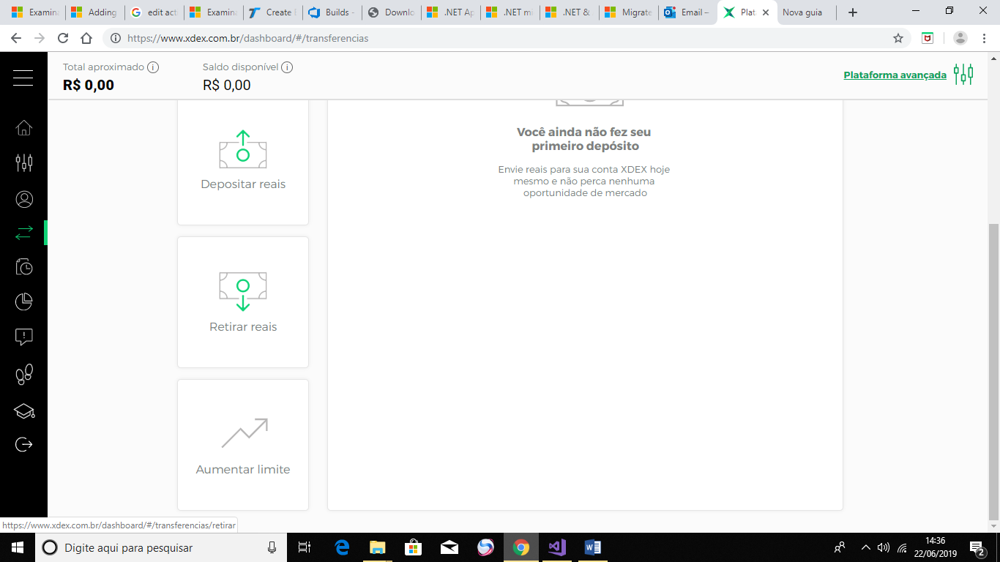 Examina
Adding
edit act
Examina
Create
Builds -
Downlo
.NET Ap
.NET m
.NET &
Migrate
Email –
Plat
Nova guia
https://www.xdex.com.br/dashboard/#/transferencias
Total aproximado
R$ 0,00
Saldo disponível
R$ 0,00
Plataforma avançada
Depositar reais
Retirar reais
Aumentar limite
Você ainda não fez seu
primeiro depósito
Envie reais para sua conta XDEX hoje
mesmo e não perca nenhuma
oportunidade de mercado
https://www.xdex.com.br/dashboard/#/transferencias/retirar
Digite aqui para pesquisar
14:36
22/06/2019
2